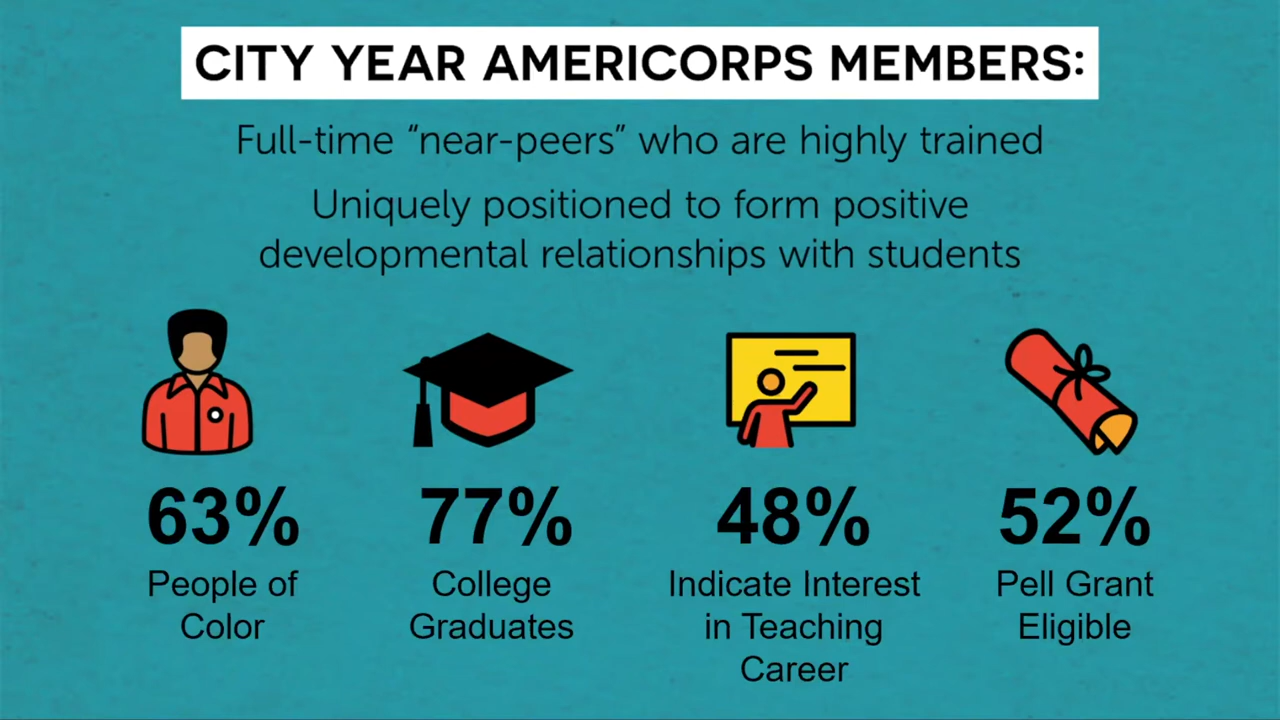 CITY YEAR AMERICORPS MEMBERS:
Full-time “near-peers” who are highly trained
Uniquely positioned to form positive
developmental relationships with students
63%
People of
Color
77%
College
Graduates
48%
Indicate Interest
in Teaching
Career
52%
Pell Grant
Eligible